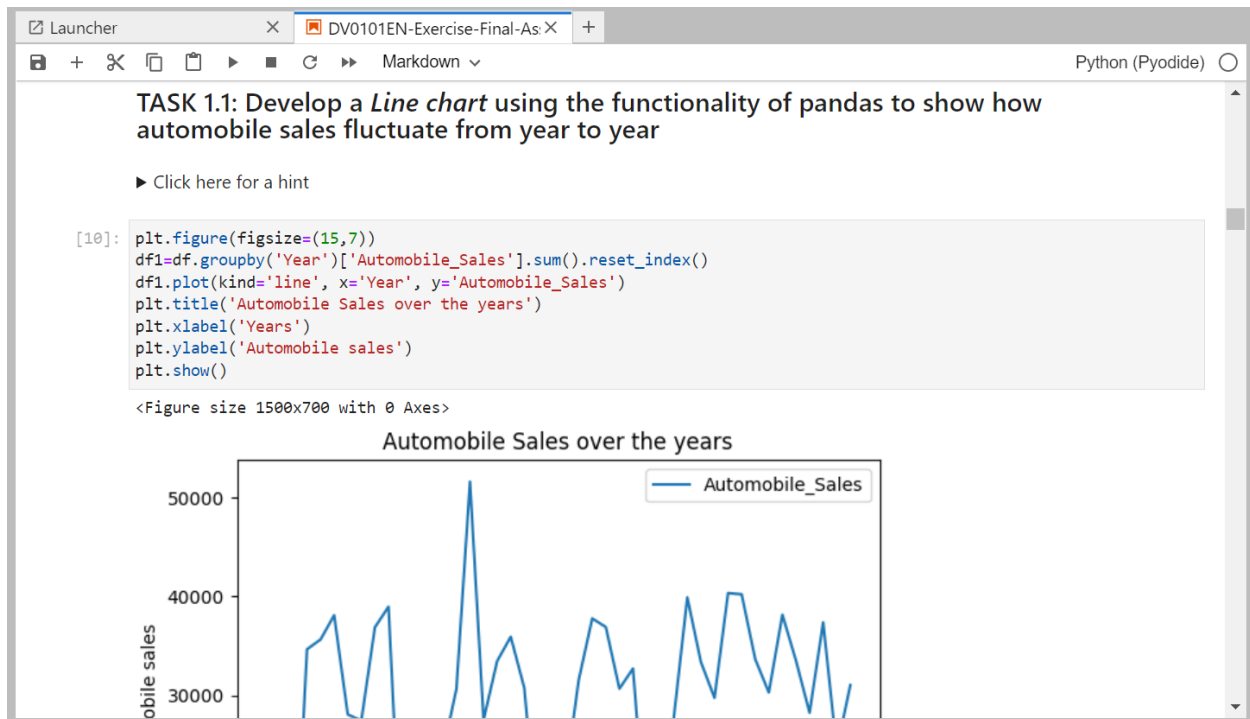 Launcher
DV0101EN-Exercise-Final-As:
Markdown
Python (Pyodide)
TASK 1.1: Develop a Line chart using the functionality of pandas to show how
automobile sales fluctuate from year to year
Click here for a hint
[10]:
plt.figure(figsize=(15,7))
df1=df.groupby('Year')['Automobile_Sales'].sum().reset_index()
df1.plot(kind='line', x='Year', y='Automobile_Sales')
plt.title('Automobile Sales over the years')
plt.xlabel('Years')
plt.ylabel('Automobile sales')
plt.show()
<Figure size 1500x700 with 0 Axes>
Automobile Sales over the years
Automobile_Sales
50000
40000
30000
obile sales